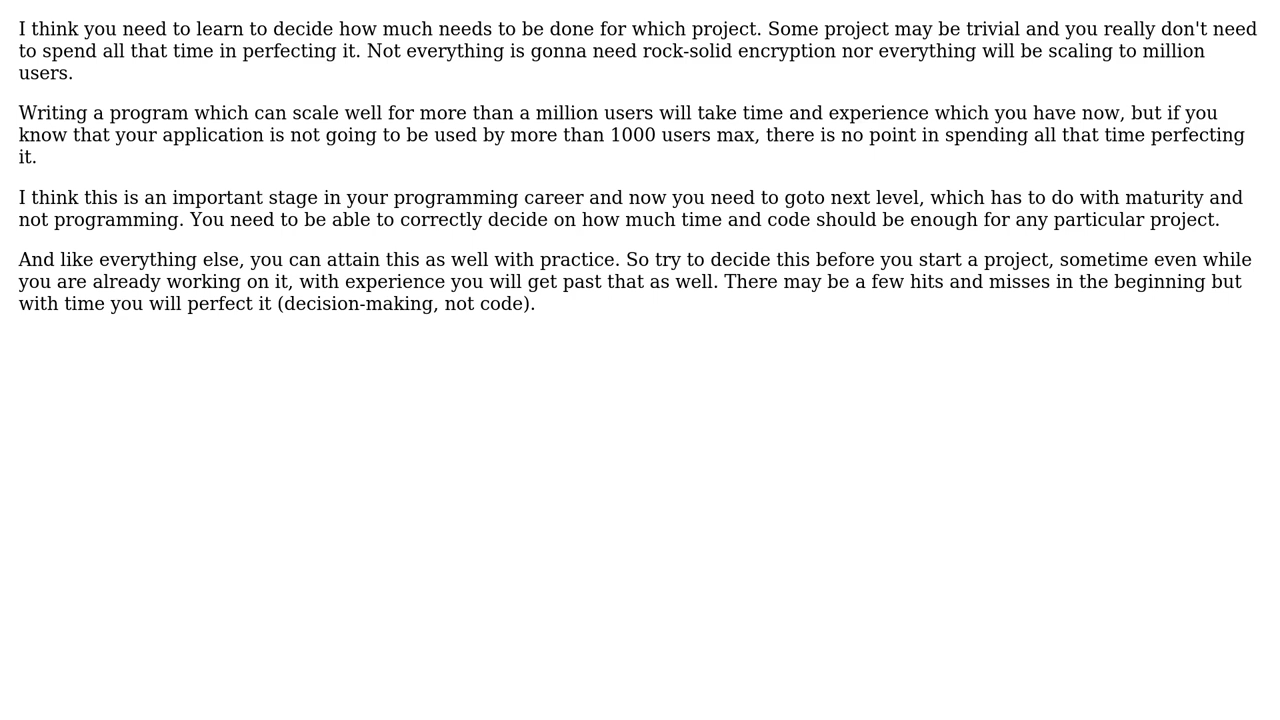 I think you need to learn to decide how much needs to be done for which project. Some project may be trivial and you really don't need
to spend all that time in perfecting it. Not everything is gonna need rock-solid encryption nor everything will be scaling to million
users.
Writing a program which can scale well for more than a million users will take time and experience which you have now, but if you
know that your application is not going to be used by more than 1000 users max, there is no point in spending all that time perfecting
it.
I think this is an important stage in your programming career and now you need to goto next level, which has to do with maturity and
not programming. You need to be able to correctly decide on how much time and code should be enough for any particular project.
And like everything else, you can attain this as well with practice. So try to decide this before you start a project, sometime even while
you are already working on it, with experience you will get past that as well. There may be a few hits and misses in the beginning but
with time you will perfect it (decision-making, not code).